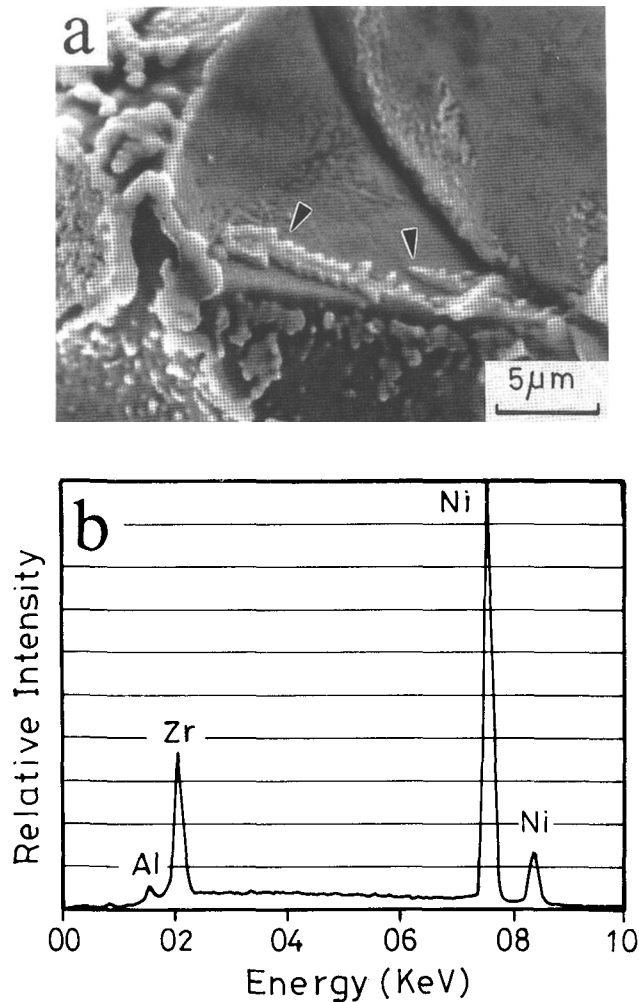 a
5μm
b
Ni
Zr
Al
Ni
Relative Intensity
00 02 04 06 08 10
Energy (KeV)